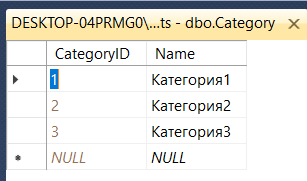 DESKTOP-04PRMG0\...ts - dbo.Category
CategoryID Name
1 Категория1
2 Категория2
3 Категория3
NULL NULL